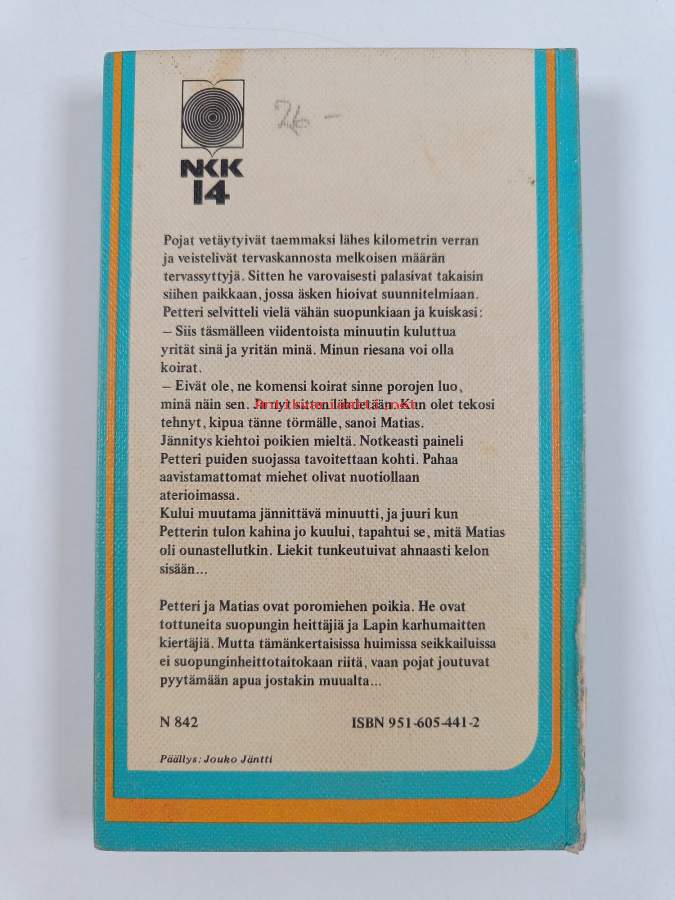 26 –
NKK
14
Pojat vetäytyivät taemmaksi lähes kilometrin verran
ja veistelivät tervaskannosta melkoisen määrän
tervassyttyjä. Sitten he varovaisesti palasivat takaisin
siihen paikkaan, jossa äsken hioivat suunnitelmiaan.
Petteri selvitteli vielä vähän suopunkiaan ja kuiskasi:
– Siis täsmälleen viidentoista minuutin kuluttua
yrität sinä ja yritän minä. Minun riesana voi olla
koirat.
– Eivät ole, ne komensi koirat sinne porojen luo,
minä näin sen. Ja nyt sitten lähdetään. Kun olet tekosi
tehnyt, kipua tänne törmälle, sanoi Matias.
Jännitys kiehtoi poikien mieltä. Notkeasti paineli
Petteri puiden suojassa tavoitettaan kohti. Pahaa
aavistamattomat miehet olivat nuotiollaan
aterioimassa.
Kului muutama jännittävä minuutti, ja juuri kun
Petterin tulon kahina jo kuului, tapahtui se, mitä Matias
oli ounastellutkin. Liekit tunkeutuivat ahnaasti kelon
sisään...
Petteri ja Matias ovat poromiehen poikia. He ovat
tottuneita suopungin heittäjiä ja Lapin karhumaitten
kiertäjiä. Mutta tämänkertaisissa huimissa seikkailuissa
ei suopunginheittotaitokaan riitä, vaan pojat joutuvat
pyytämään apua jostakin muualta...
N 842 ISBN 951-605-441-2
Päällys: Jouko Jäntti